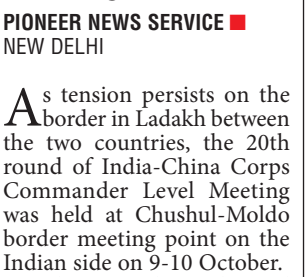 PIONEER NEWS SERVICE ■
NEW DELHI
As tension persists on the
border in Ladakh between
the two countries, the 20th
round of India-China Corps
Commander Level Meeting
was held at Chushul-Moldo
border meeting point on the
Indian side on 9-10 October.